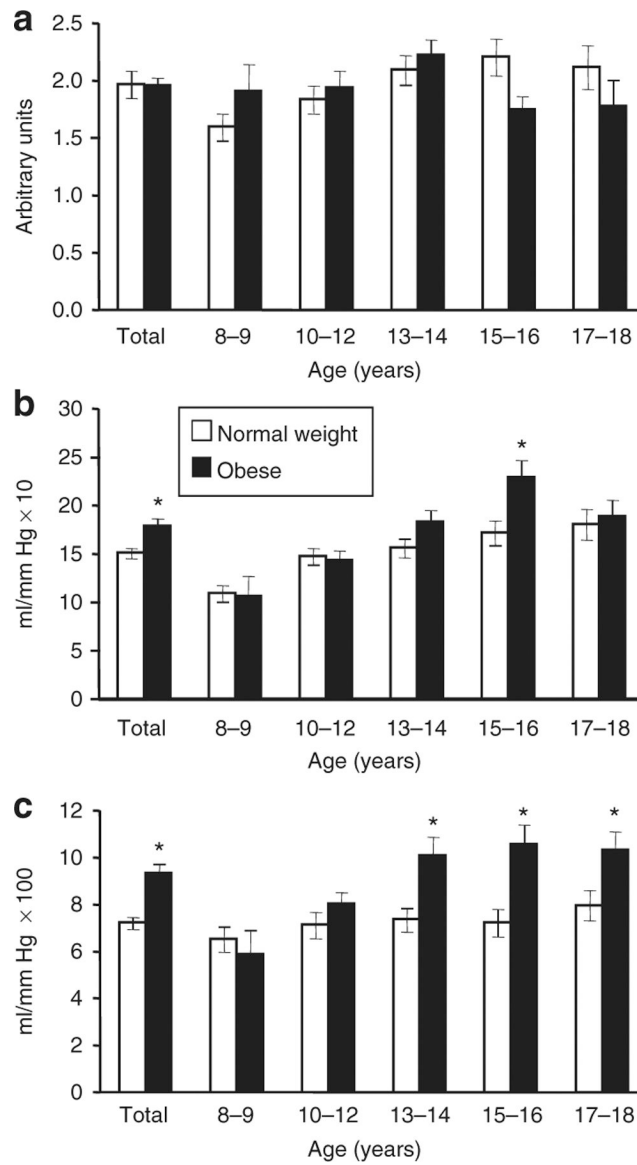 a
Arbitrary units
2.5
2.0
1.5
1.0
0.5
0.0
Total 8–9 10–12 13–14 15–16 17–18
Age (years)
b
ml/mm Hg × 10
30
25
20
15
10
5
0
Normal weight
Obese
*
*
Total 8–9 10–12 13–14 15–16 17–18
Age (years)
c
ml/mm Hg × 100
12
10
8
6
4
2
0
* * * *
Total 8–9 10–12 13–14 15–16 17–18
Age (years)